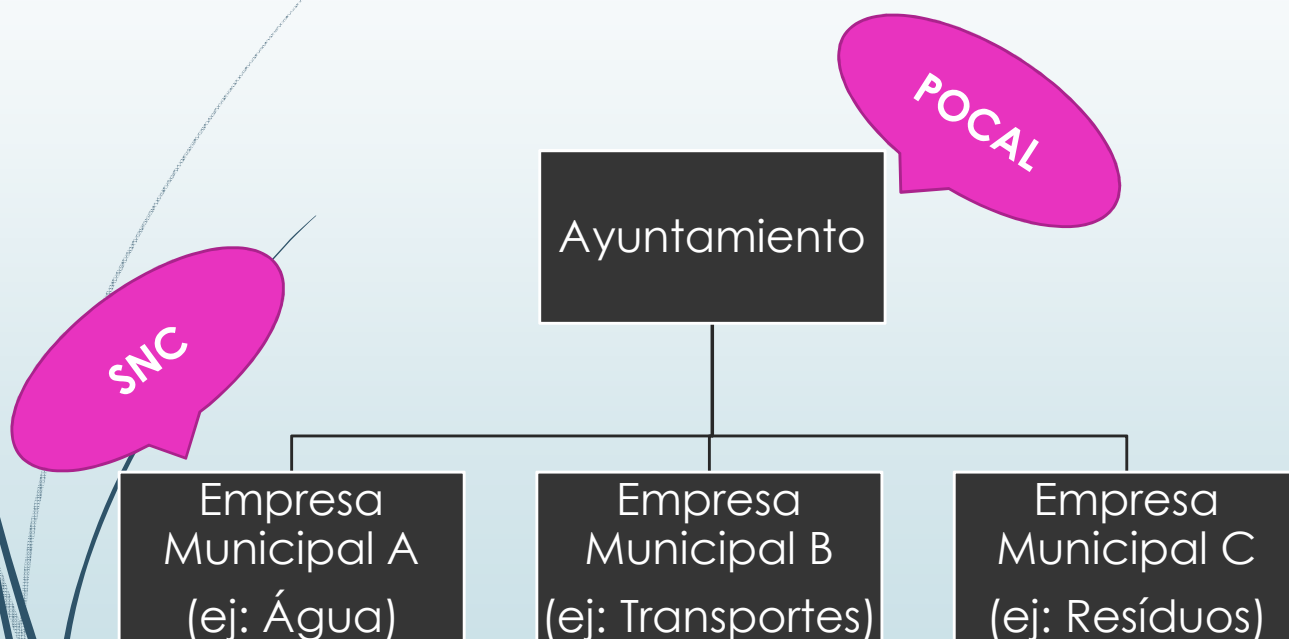 POCAL
Ayuntamiento
SNC
Empresa
Municipal A
(ej: Água)
Empresa
Municipal B
(ej: Transportes)
Empresa
Municipal C
(ej: Resíduos)